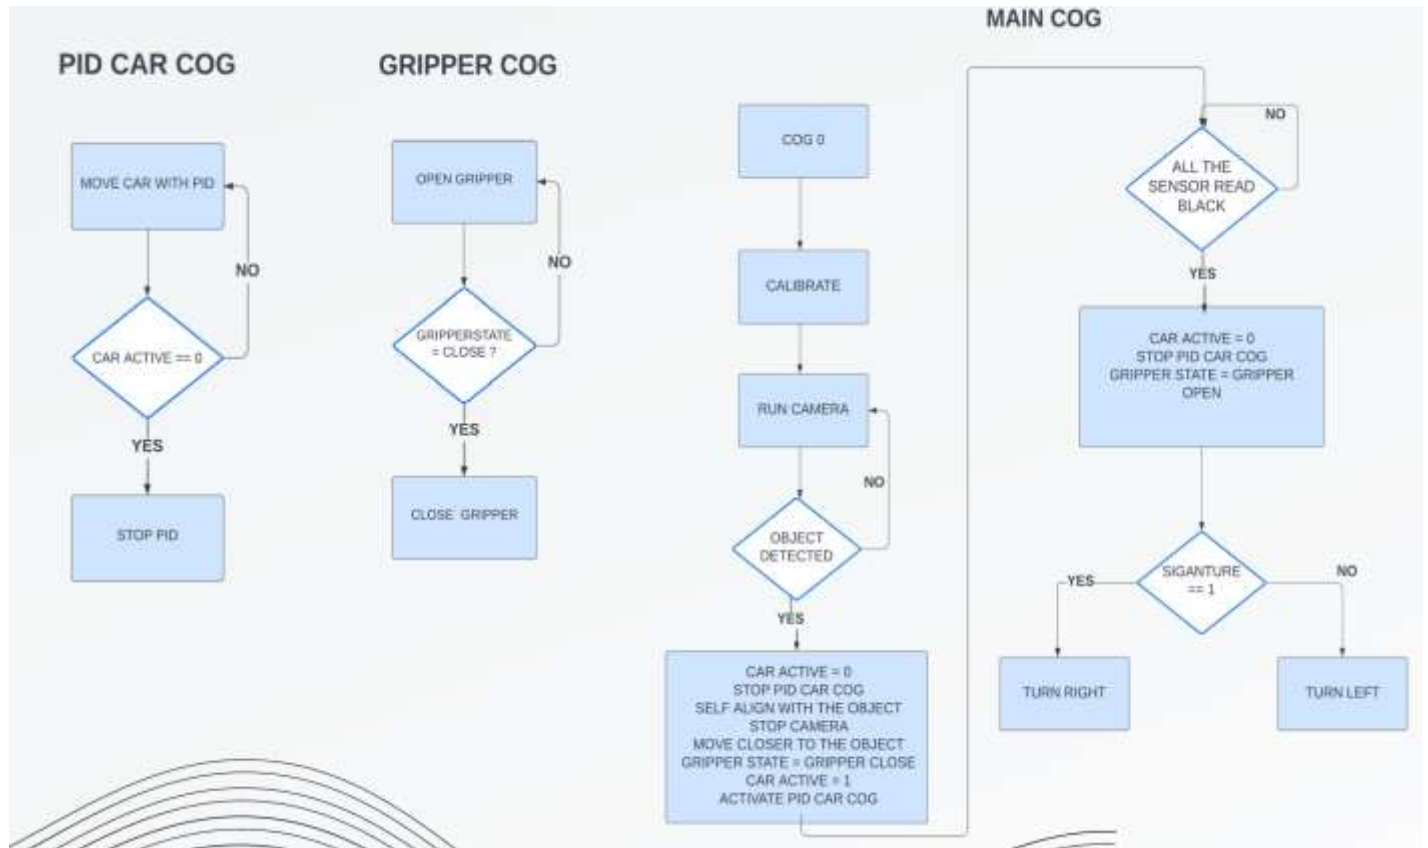 PID CAR COG
MOVE CAR WITH PID
NO
CAR ACTIVE == 0
YES
STOP PID
GRIPPER COG
OPEN GRIPPER
NO
GRIPPERSTATE
= CLOSE ?
YES
CLOSE GRIPPER
MAIN COG
COG 0
CALIBRATE
RUN CAMERA
NO
OBJECT
DETECTED
YES
CAR ACTIVE = 0
STOP PID CAR COG
SELF ALIGN WITH THE OBJECT
STOP CAMERA
MOVE CLOSER TO THE OBJECT
GRIPPER STATE = GRIPPER CLOSE
CAR ACTIVE = 1
ACTIVATE PID CAR COG
NO
ALL THE
SENSOR READ
BLACK
YES
CAR ACTIVE = 0
STOP PID CAR COG
GRIPPER STATE = GRIPPER
OPEN
SIGANTURE
== 1
YES
NO
TURN RIGHT
TURN LEFT